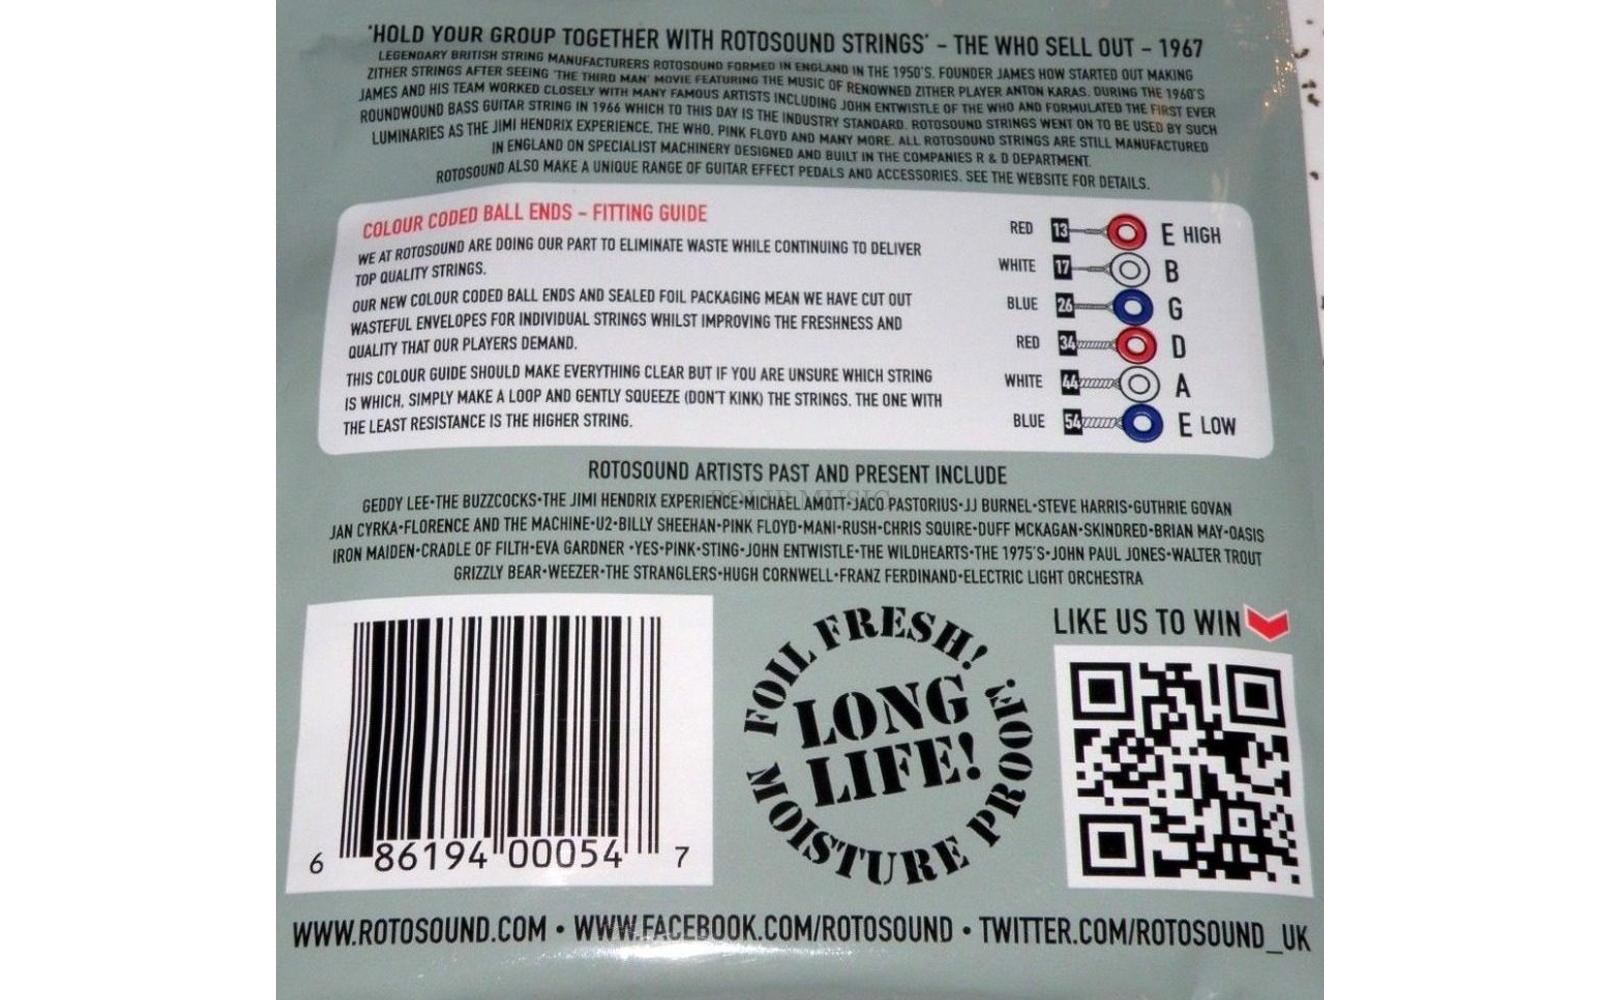 'HOLD YOUR GROUP TOGETHER WITH ROTOSOUND STRINGS' - THE WHO SELL OUT - 1967
LEGENDARY BRITISH STRING MANUFACTURERS ROTOSOUND FORMED IN ENGLAND IN THE 1950'S. FOUNDER JAMES HOW STARTED OUT MAKING
ZITHER STRINGS AFTER SEEING 'THE THIRD MAN' MOVIE FEATURING THE MUSIC OF RENOWNED ZITHER PLAYER ANTON KARAS. DURING THE 1960'S
JAMES AND HIS TEAM WORKED CLOSELY WITH MANY FAMOUS ARTISTS INCLUDING JOHN ENTWISTLE OF THE WHO AND FORMULATED THE FIRST EVER
ROUNDWOUND BASS GUITAR STRING IN 1966 WHICH TO THIS DAY IS THE INDUSTRY STANDARD. ROTOSOUND STRINGS WENT ON TO BE USED BY SUCH
LUMINARIES AS THE JIMI HENDRIX EXPERIENCE, THE WHO, PINK FLOYD AND MANY MORE. ALL ROTOSOUND STRINGS ARE STILL MANUFACTURED
IN ENGLAND ON SPECIALIST MACHINERY DESIGNED AND BUILT IN THE COMPANIES R & D DEPARTMENT.
ROTOSOUND ALSO MAKE A UNIQUE RANGE OF GUITAR EFFECT PEDALS AND ACCESSORIES. SEE THE WEBSITE FOR DETAILS.
COLOUR CODED BALL ENDS - FITTING GUIDE
WE AT ROTOSOUND ARE DOING OUR PART TO ELIMINATE WASTE WHILE CONTINUING TO DELIVER
TOP QUALITY STRINGS.
OUR NEW COLOUR CODED BALL ENDS AND SEALED FOIL PACKAGING MEAN WE HAVE CUT OUT
WASTEFUL ENVELOPES FOR INDIVIDUAL STRINGS WHILST IMPROVING THE FRESHNESS AND
QUALITY THAT OUR PLAYERS DEMAND.
THIS COLOUR GUIDE SHOULD MAKE EVERYTHING CLEAR BUT IF YOU ARE UNSURE WHICH STRING
IS WHICH, SIMPLY MAKE A LOOP AND GENTLY SQUEEZE (DON'T KINK) THE STRINGS. THE ONE WITH
THE LEAST RESISTANCE IS THE HIGHER STRING.
RED 13 E HIGH
WHITE 17 B
BLUE 26 G
RED 34 D
WHITE 44 A
BLUE 54 E LOW
ROTOSOUND ARTISTS PAST AND PRESENT INCLUDE
GEDDY LEE•THE BUZZCOCKS•THE JIMI HENDRIX EXPERIENCE•MICHAEL AMOTT•JACO PASTORIUS•JJ BURNEL•STEVE HARRIS•GUTHRIE GOVAN
JAN CYRKA•FLORENCE AND THE MACHINE•U2•BILLY SHEEHAN•PINK FLOYD•MANI•RUSH•CHRIS SQUIRE•DUFF MCKAGAN•SKINDRED•BRIAN MAY•OASIS
IRON MAIDEN•CRADLE OF FILTH•EVA GARDNER •YES•PINK•STING•JOHN ENTWISTLE•THE WILDHEARTS•THE 1975'S•JOHN PAUL JONES•WALTER TROUT
GRIZZLY BEAR•WEEZER•THE STRANGLERS•HUGH CORNWELL•FRANZ FERDINAND•ELECTRIC LIGHT ORCHESTRA
6 86194 00054 7
FOIL FRESH!
LONG
LIFE!
MOISTURE PROOF.
LIKE US TO WIN
WWW.ROTOSOUND.COM • WWW.FACEBOOK.COM/ROTOSOUND • TWITTER.COM/ROTOSOUND_UK